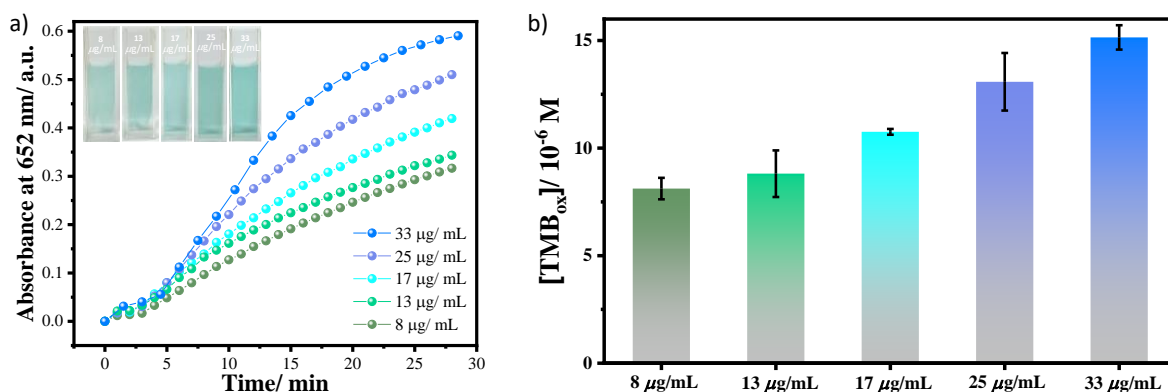 a)
8 µg/mL
13 µg/mL
17 µg/mL
25 µg/mL
33 µg/mL
Absorbance at 652 nm/ a.u.
0.6
0.5
0.4
0.3
0.2
0.1
0.0
33 µg/ mL
25 µg/ mL
17 µg/ mL
13 µg/ mL
8 µg/ mL
0 5 10 15 20 25 30
Time/ min
b)
[TMBox]/ 10-6 M
15
10
5
0
8 µg/mL 13 µg/mL 17 µg/mL 25 µg/mL 33 µg/mL